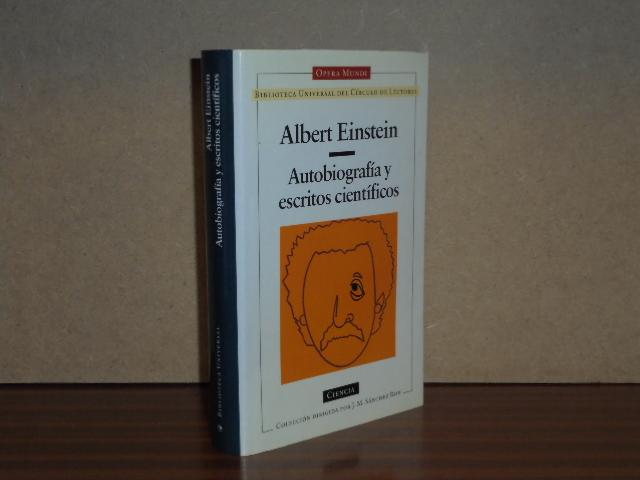 Albert Einstein
Autobiografía y escritos científicos
Biblioteca Universal
Opera Mundi
Biblioteca Universal del Círculo de Lectores
Albert Einstein
Autobiografía y
escritos científicos
Ciencia
Colección dirigida por J. M. Sánchez Ron